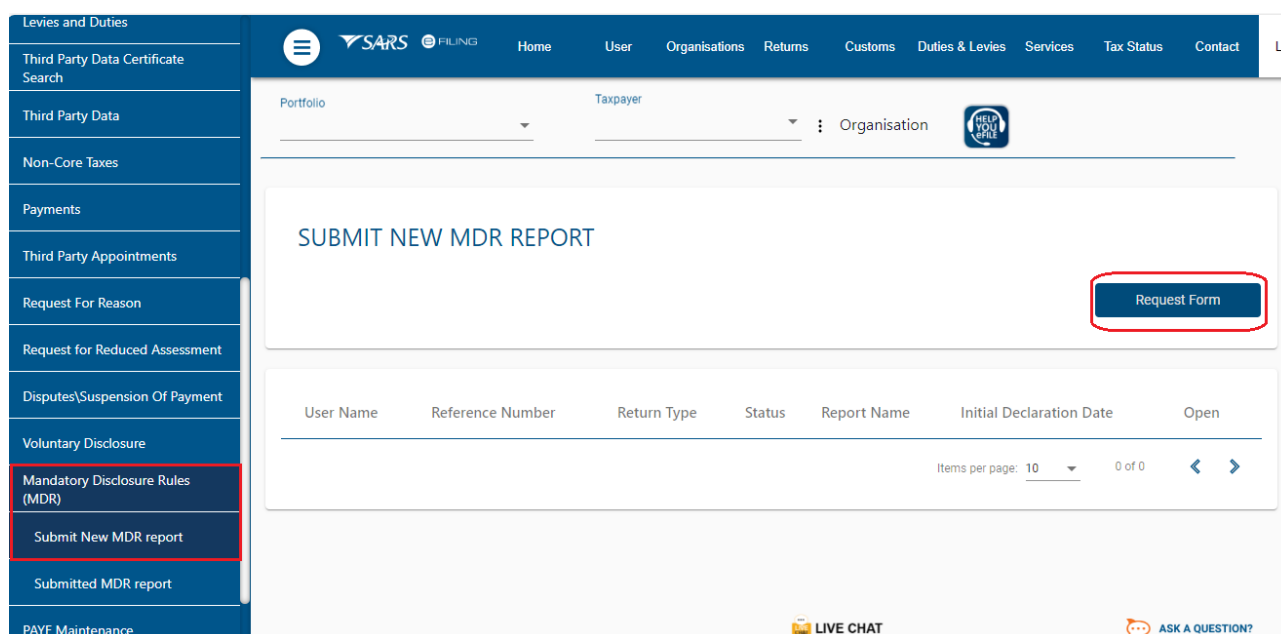 Levies and Duties
Third Party Data Certificate
Search
Third Party Data
Non-Core Taxes
Payments
Third Party Appointments
Request For Reason
Request for Reduced Assessment
Disputes\Suspension Of Payment
Voluntary Disclosure
Mandatory Disclosure Rules
(MDR)
Submit New MDR report
Submitted MDR report
PAYE Maintenance
SARS eFILING Home User Organisations Returns Customs Duties & Levies Services Tax Status Contact L
Portfolio Taxpayer
Organisation HELP
YOU
eFILE
SUBMIT NEW MDR REPORT
Request Form
User Name Reference Number Return Type Status Report Name Initial Declaration Date Open
Items per page: 10 0 of 0
LIVE CHAT ASK A QUESTION?